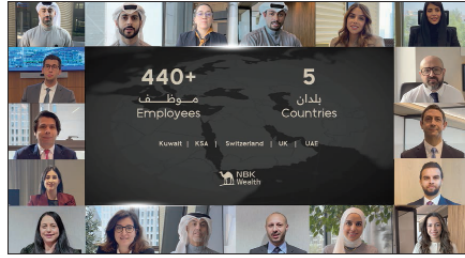 440+ 5
موظف بلدان
Employees Countries
Kuwait | KSA | Switzerland | UK | UAE
NBK
Wealth